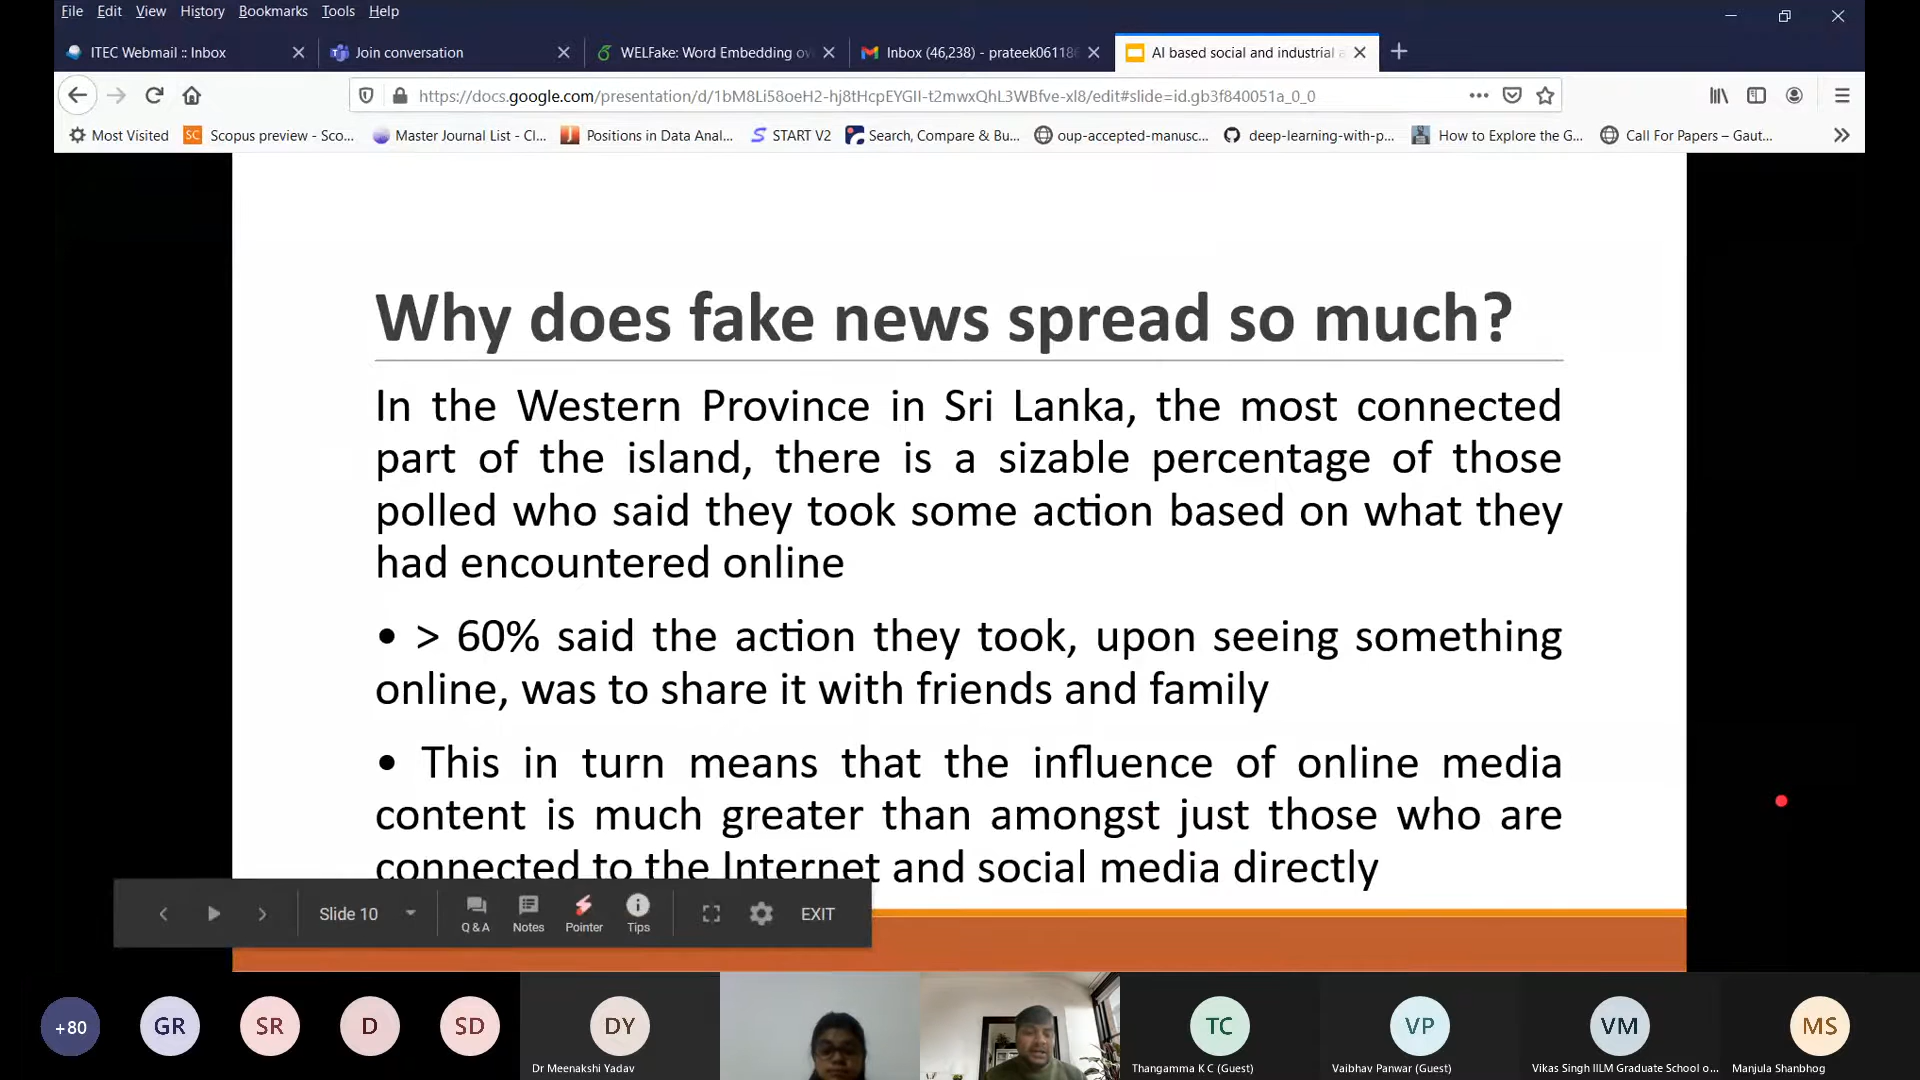 File Edit View History Bookmarks Tools Help
ITEC Webmail :: Inbox
Join conversation
WELFake: Word Embedding ov
Inbox (46,238) - prateek06118
AI based social and industrial a
https://docs.google.com/presentation/d/1bM8Li58oeH2-hj8tHcpEYGII-t2mwxQhL3WBfve-xI8/edit#slide=id.gb3f840051a_0_0
Most Visited
SC Scopus preview - Sco...
Master Journal List - Cl...
Positions in Data Anal...
START V2
Search, Compare & Bu...
oup-accepted-manusc...
deep-learning-with-p...
How to Explore the G...
Call For Papers – Gaut...
Why does fake news spread so much?
In the Western Province in Sri Lanka, the most connected
part of the island, there is a sizable percentage of those
polled who said they took some action based on what they
had encountered online
• > 60% said the action they took, upon seeing something
online, was to share it with friends and family
• This in turn means that the influence of online media
content is much greater than amongst just those who are
connected to the Internet and social media directly
Slide 10
Q & A
Notes
Pointer
Tips
EXIT
+80
GR
SR
D
SD
DY
TC
VP
VM
MS
Dr Meenakshi Yadav
Thangamma K C (Guest)
Vaibhav Panwar (Guest)
Vikas Singh IILM Graduate School o...
Manjula Shanbhog